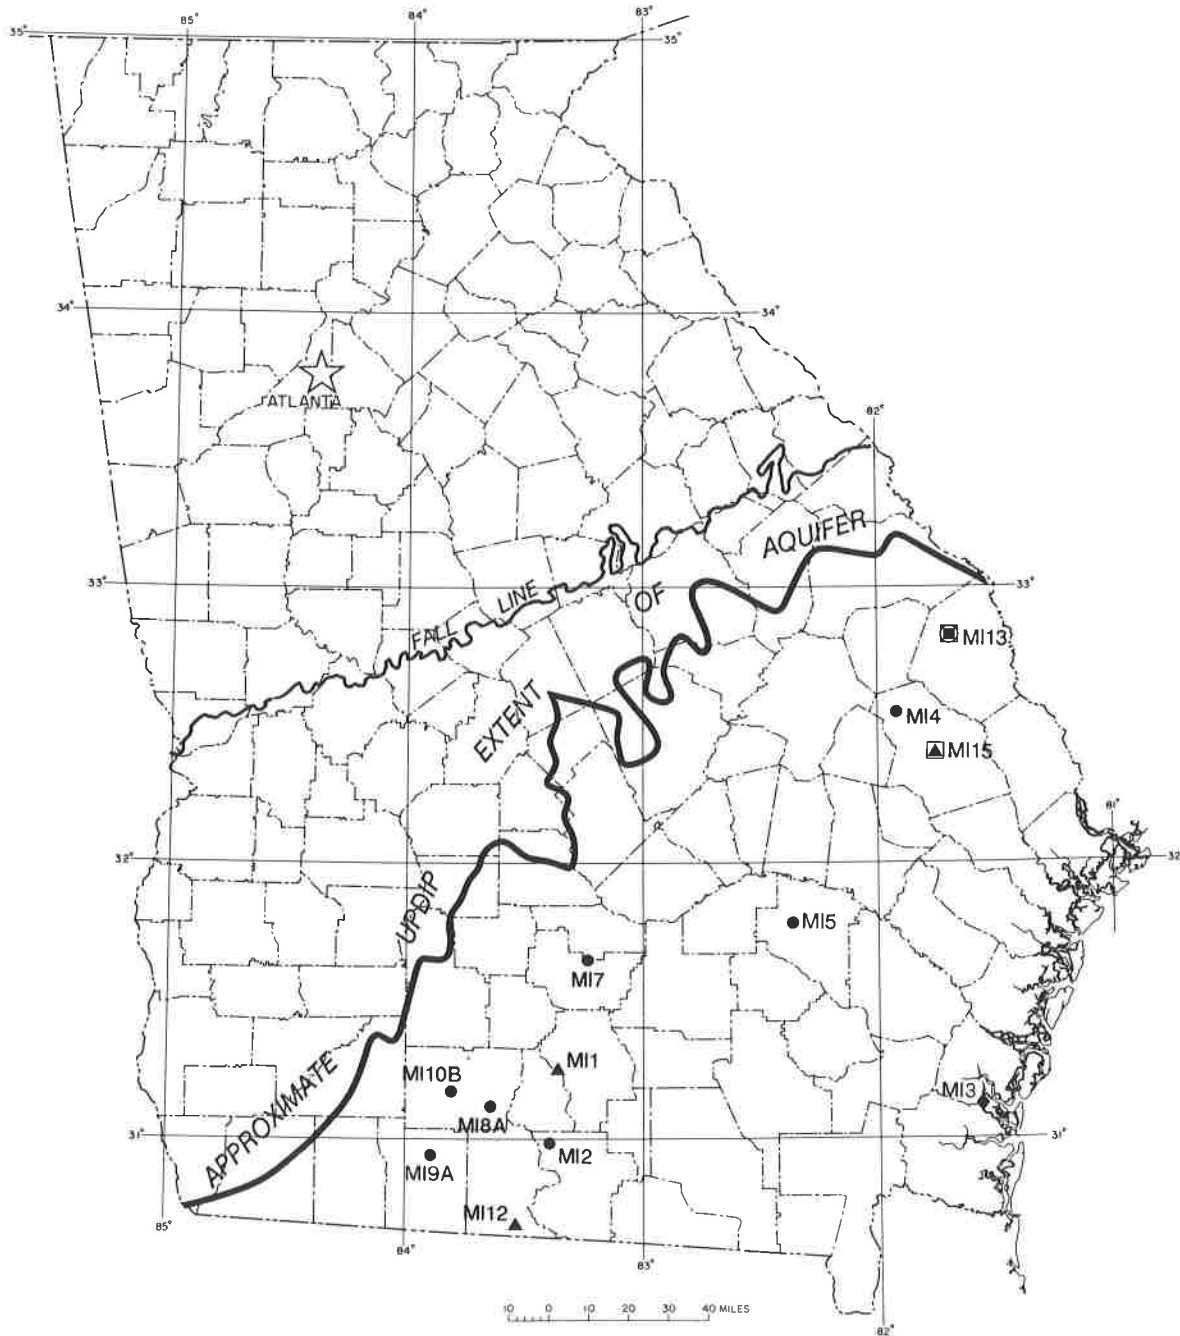 84°
83°
85°
35°
35°
34°
34°
ATLANTA
82°
AQUIFER
33°
33°
OF
LINE
FALL
MI13
EXTENT
MI4
MI15
81°
32°
32
UPDIP
MI5
MI7
MI1
MI10B
MI3
APPROXIMATE
MI8A
31°
31°
MI2
MI9A
MI12
85°
84°
83°
82°
10 0 10 20 30 40 MILES